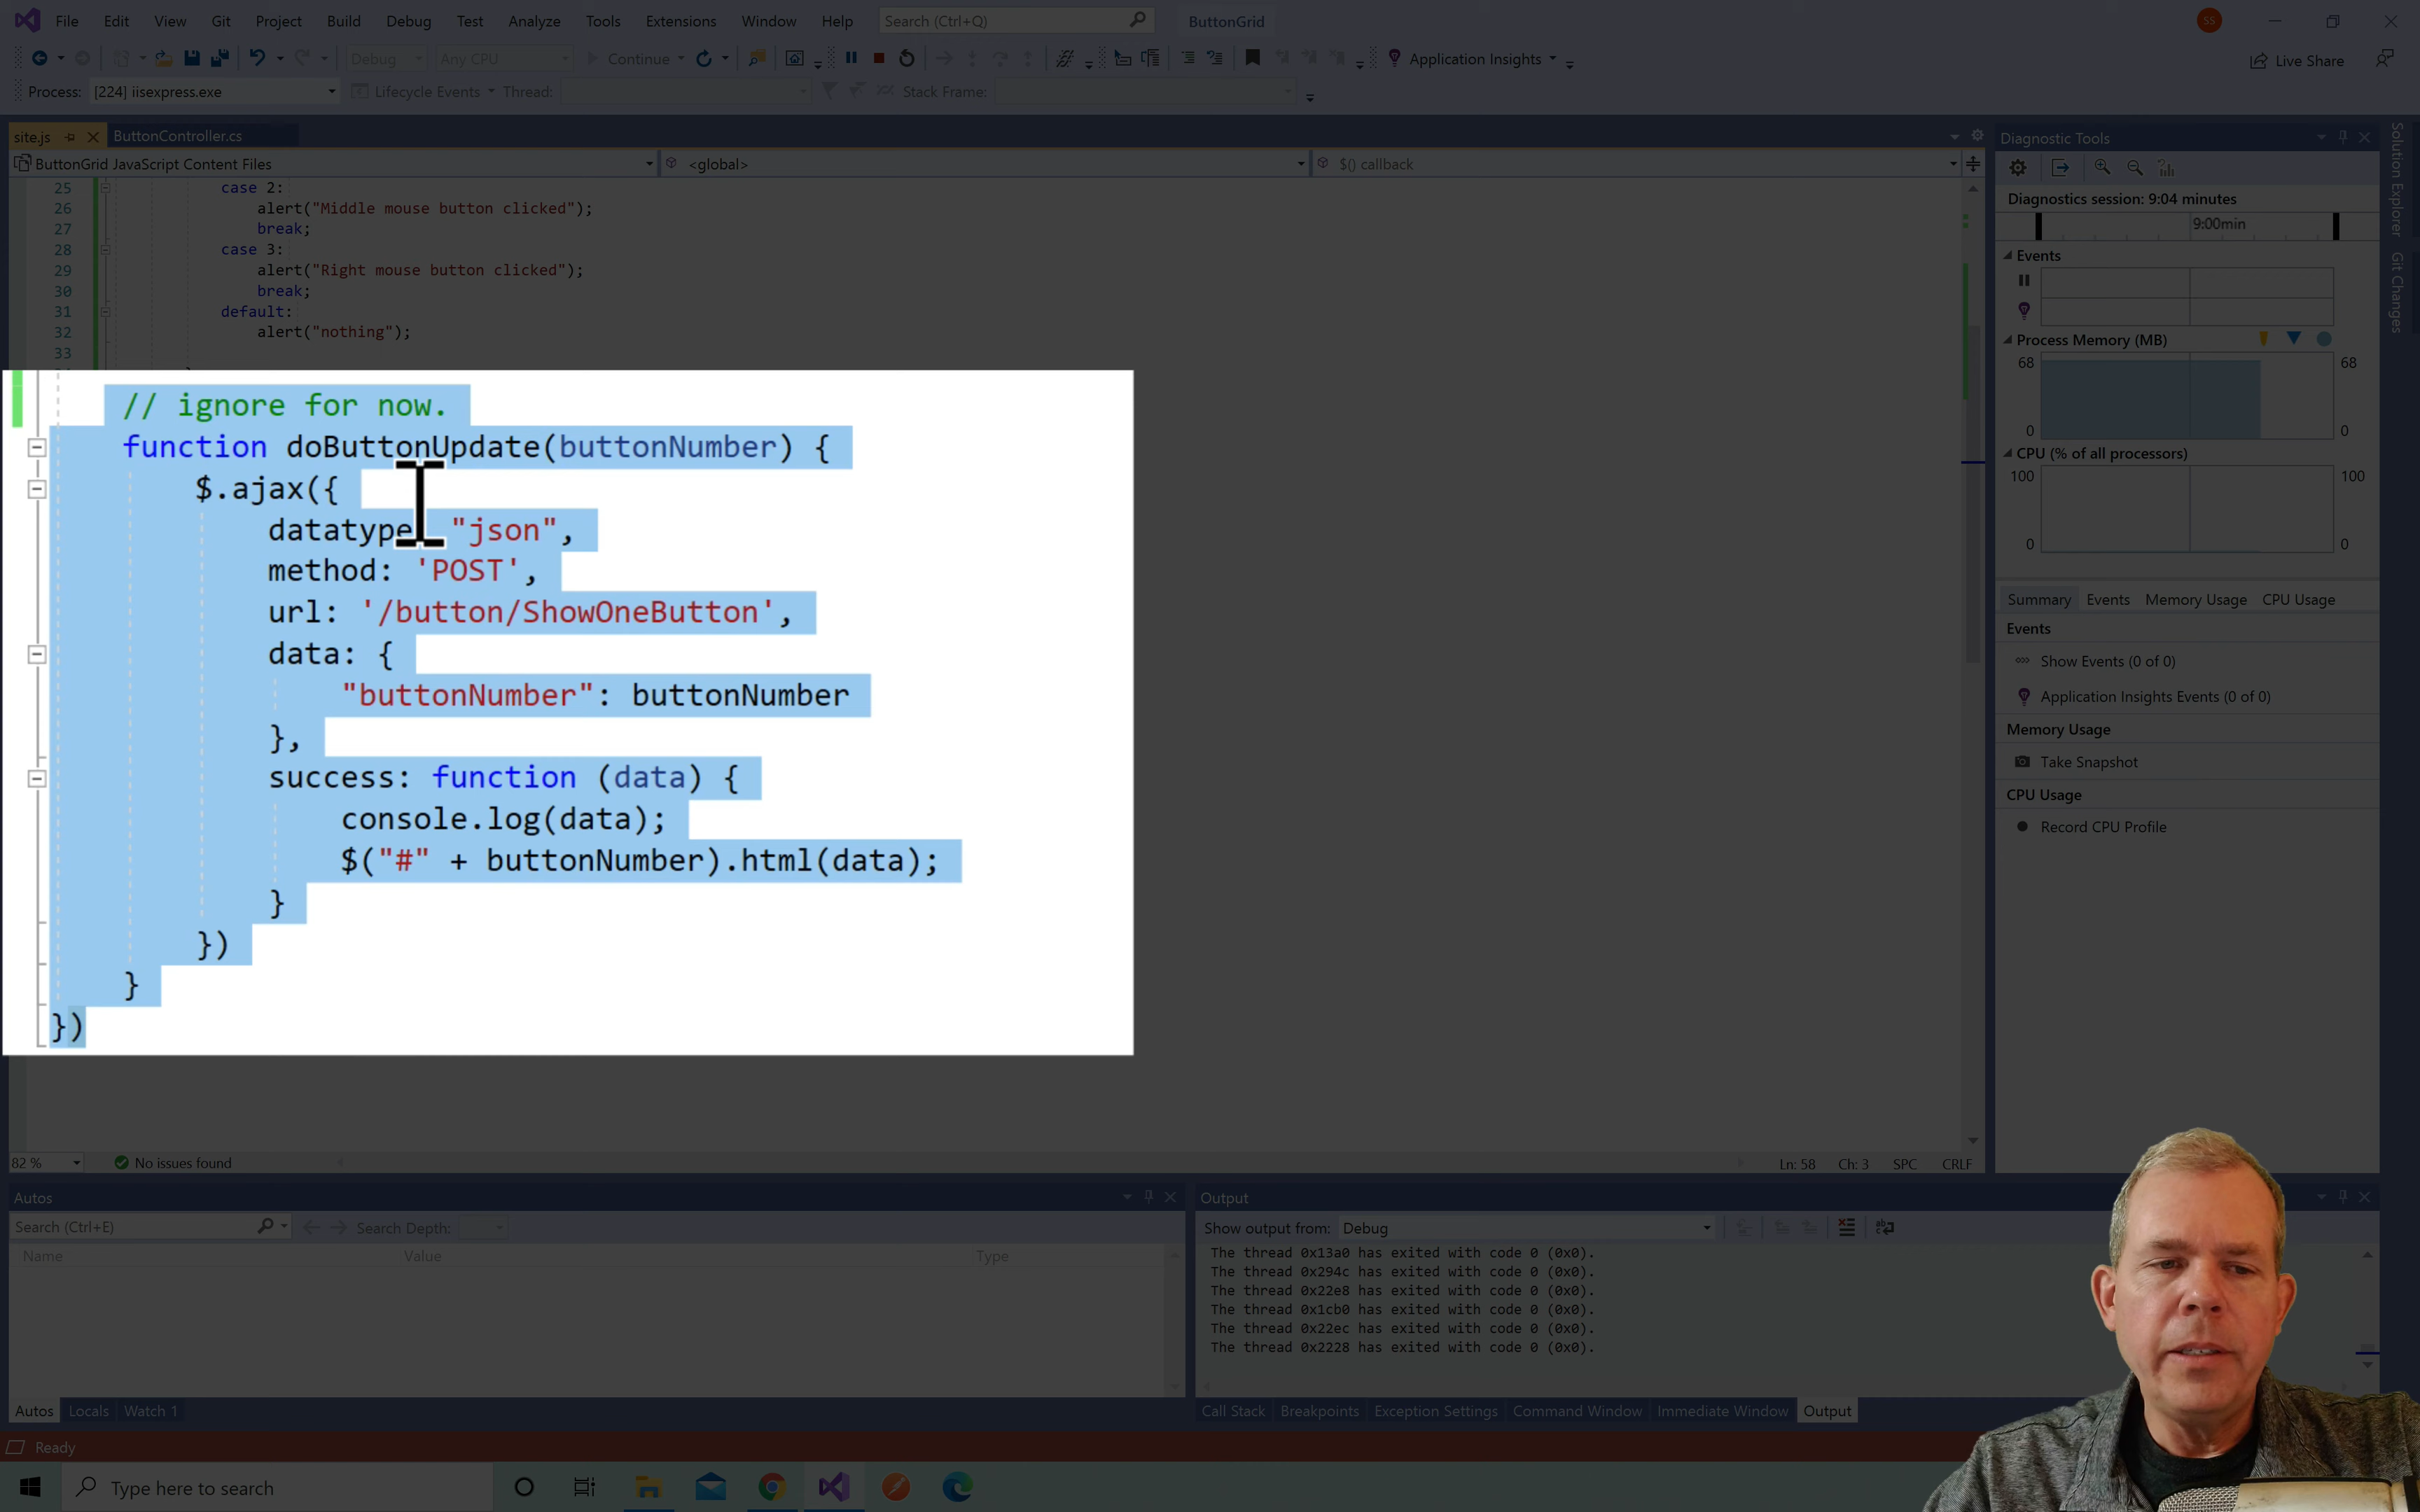 File Edit View Git Project Build Debug Test Analyze Tools Extensions Window Help Search (Ctrl+Q) ButtonGrid SS
Debug Any CPU Continue Application Insights Live Share
Process: [224] iisexpress.exe Lifecycle Events Thread: Stack Frame:
site.js ButtonController.cs
ButtonGrid JavaScript Content Files <global> $() callback
25 case 2:
26 alert("Middle mouse button clicked");
27 break;
28 case 3:
29 alert("Right mouse button clicked");
30 break;
31 default:
32 alert("nothing");
33
// ignore for now.
function doButtonUpdate(buttonNumber) {
$.ajax({
datatype "json",
method: 'POST',
url: '/button/ShowOneButton',
data: {
"buttonNumber": buttonNumber
},
success: function (data) {
console.log(data);
$("#" + buttonNumber).html(data);
}
})
}
})
82 % No issues found Ln: 58 Ch: 3 SPC CRLF
Diagnostic Tools
Diagnostics session: 9:04 minutes
9:00min
Events
Process Memory (MB)
68 68
0 0
CPU (% of all processors)
100 100
0 0
Summary Events Memory Usage CPU Usage
Events
Show Events (0 of 0)
Application Insights Events (0 of 0)
Memory Usage
Take Snapshot
CPU Usage
Record CPU Profile
Solution Explorer
Git Changes
Autos
Search (Ctrl+E) Search Depth:
Name Value Type
Autos Locals Watch 1
Output
Show output from: Debug
The thread 0x13a0 has exited with code 0 (0x0).
The thread 0x294c has exited with code 0 (0x0).
The thread 0x22e8 has exited with code 0 (0x0).
The thread 0x1cb0 has exited with code 0 (0x0).
The thread 0x22ec has exited with code 0 (0x0).
The thread 0x2228 has exited with code 0 (0x0).
Call Stack Breakpoints Exception Settings Command Window Immediate Window Output
Ready
Type here to search